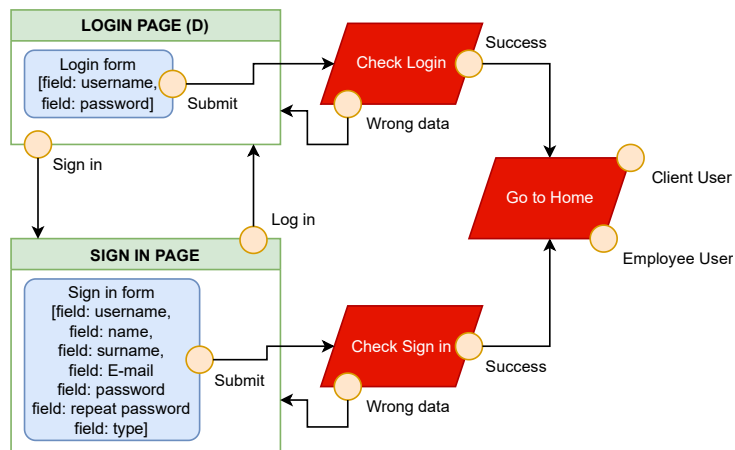 LOGIN PAGE (D)
Login form
[field: username,
field: password]
Submit
Check Login
Success
Wrong data
Sign in
Log in
Go to Home
Client User
Employee User
SIGN IN PAGE
Sign in form
[field: username,
field: name,
field: surname,
field: E-mail
field: password
field: repeat password
field: type]
Submit
Check Sign in
Success
Wrong data